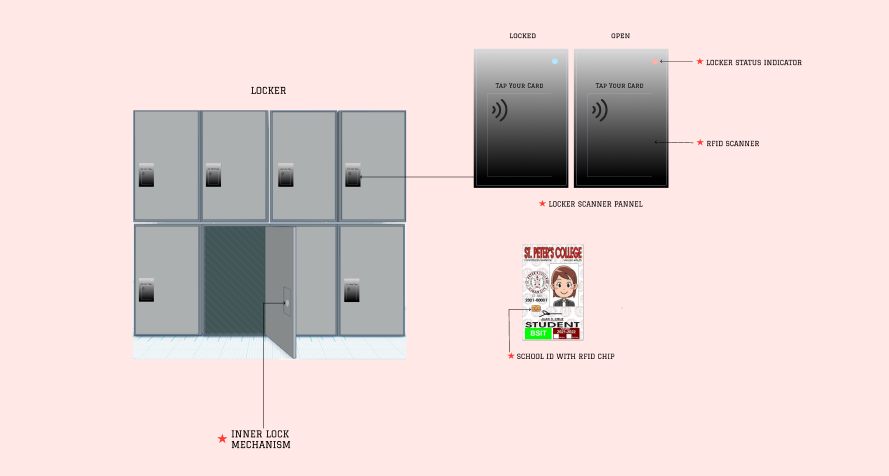 LOCKED
OPEN
LOCKER STATUS INDICATOR
TAP YOUR CARD
TAP YOUR CARD
LOCKER
RFID SCANNER
LOCKER SCANNER PANNEL
ST. PETER'S COLLEGE
2021-00007
STUDENT
BSIT
SCHOOL ID WITH RFID CHIP
INNER LOCK
MECHANISM